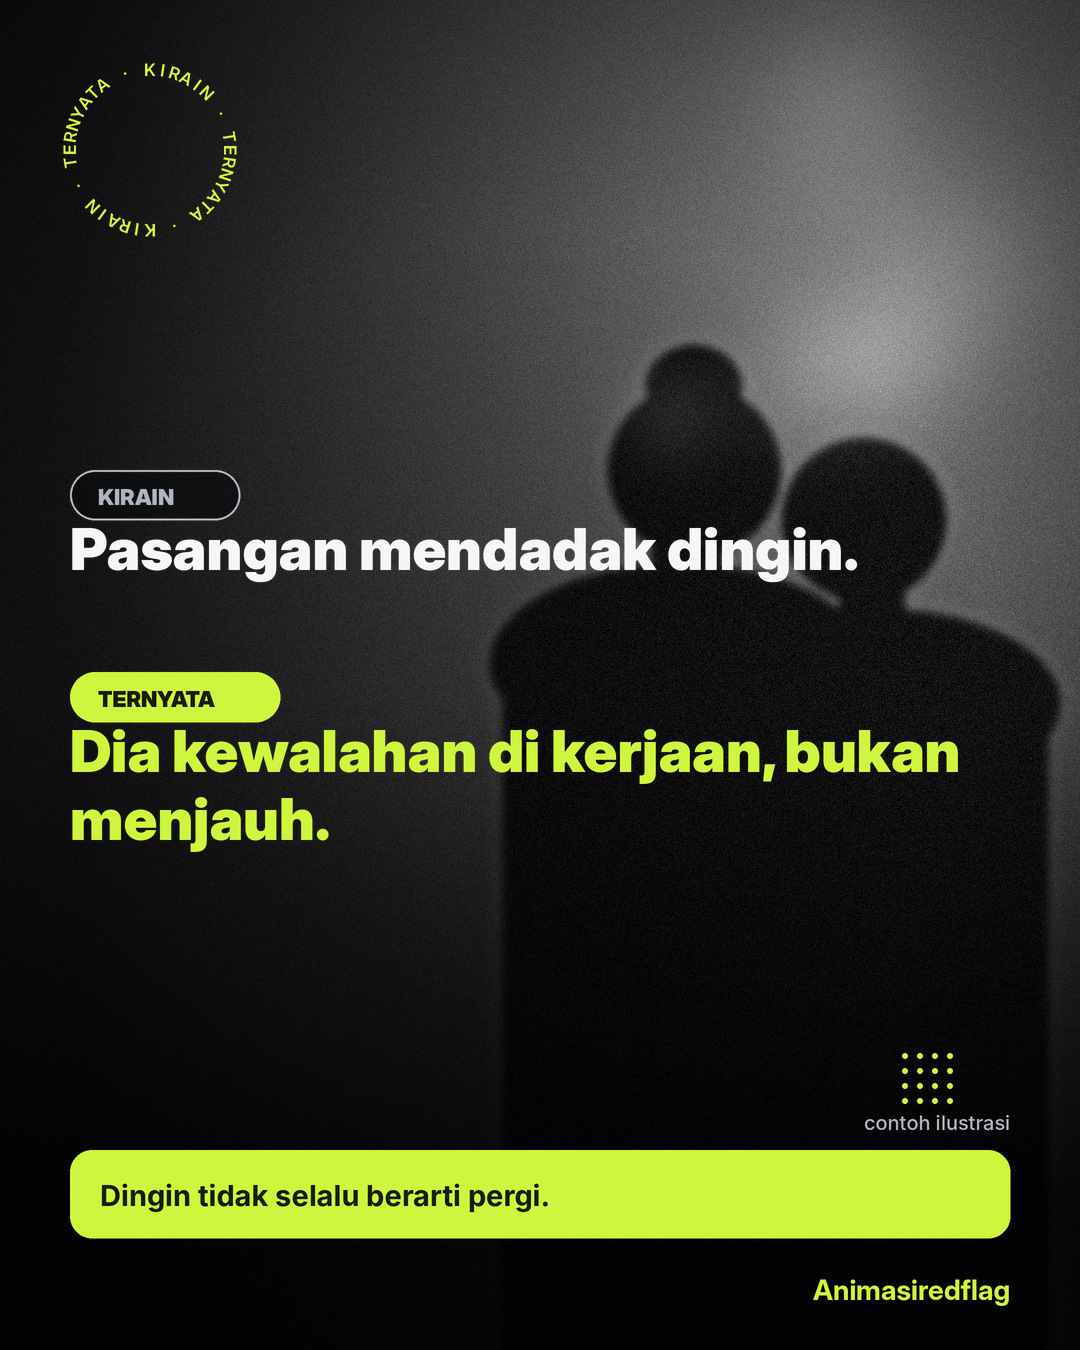 KIRAIN · TERNYATA · KIRAIN · TERNYATA ·
KIRAIN
Pasangan mendadak dingin.
TERNYATA
Dia kewalahan di kerjaan, bukan
menjauh.
contoh ilustrasi
Dingin tidak selalu berarti pergi.
Animasiredflag